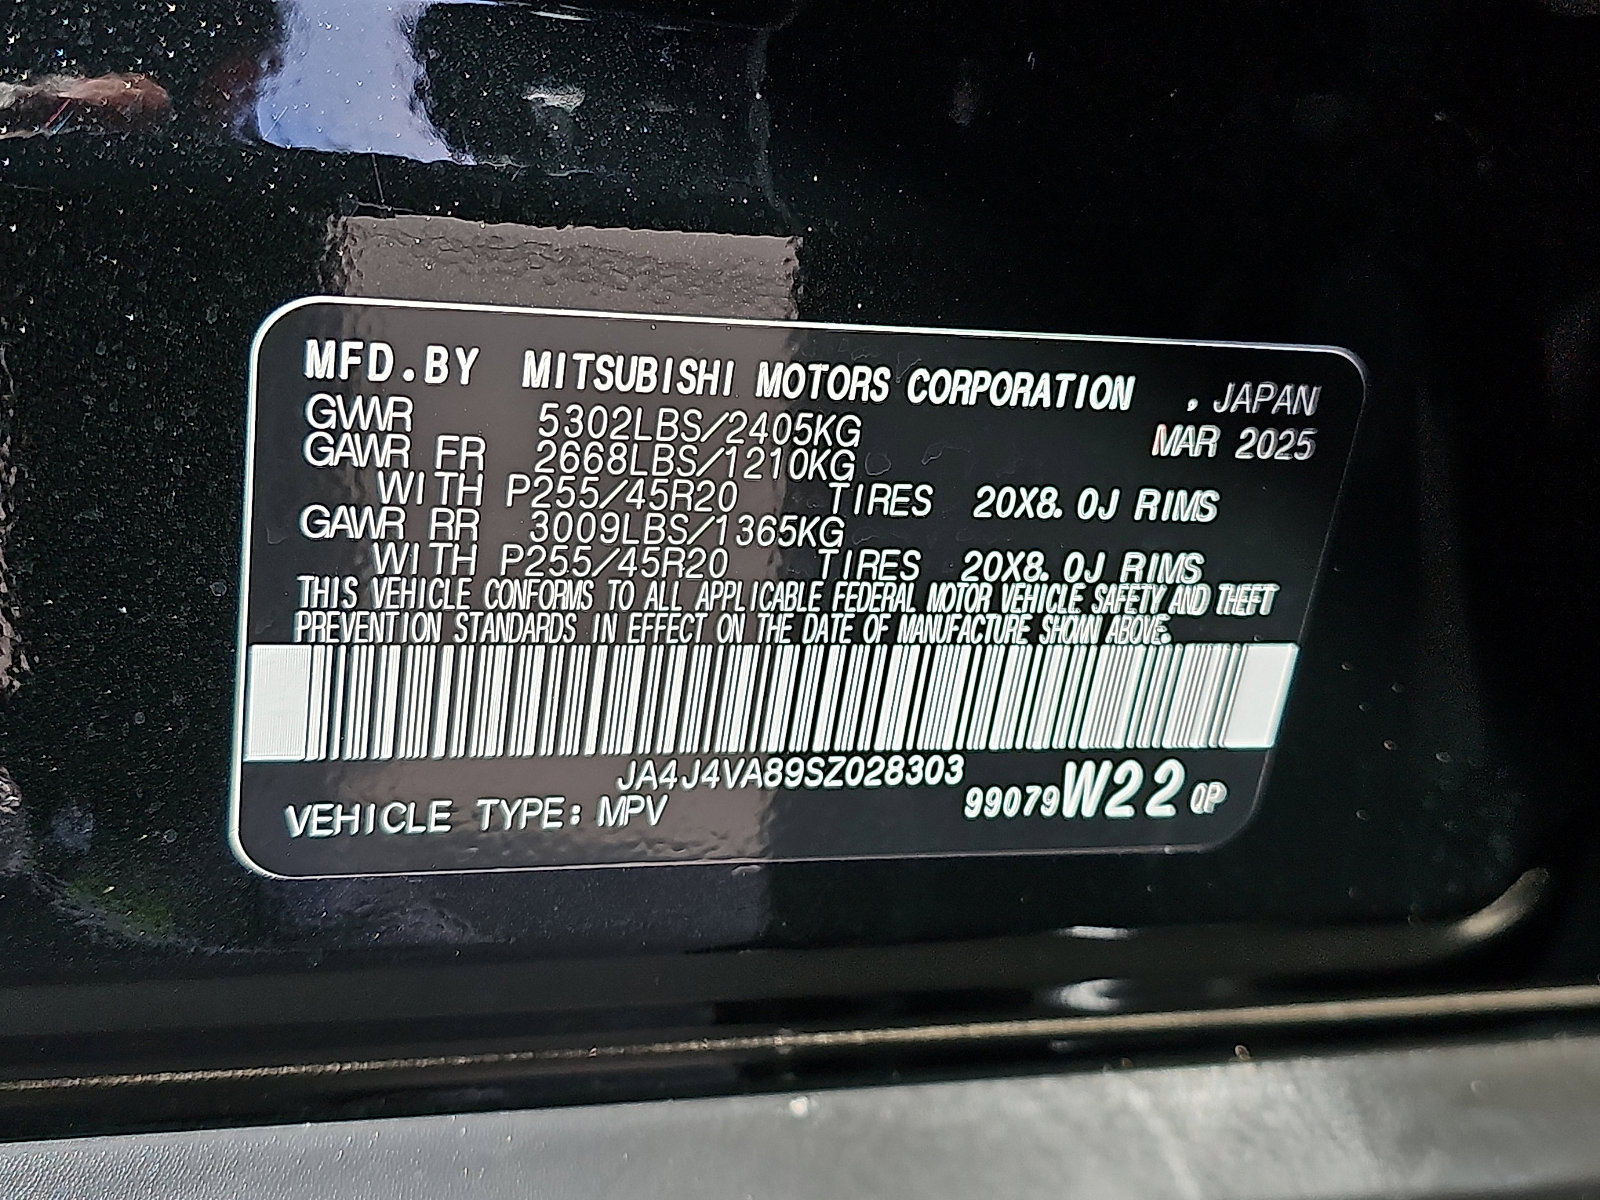 MFD.BY MITSUBISHI MOTORS CORPORATION , JAPAN
GVWR 5302LBS/2405KG MAR 2025
GAWR FR 2668LBS/1210KG
WITH P255/45R20 TIRES 20X8.0J RIMS
GAWR RR 3009LBS/1365KG
WITH P255/45R20 TIRES 20X8.0J RIMS
THIS VEHICLE CONFORMS TO ALL APPLICABLE FEDERAL MOTOR VEHICLE SAFETY AND THEFT
PREVENTION STANDARDS IN EFFECT ON THE DATE OF MANUFACTURE SHOWN ABOVE.
JA4J4VA89SZ028303
VEHICLE TYPE: MPV 99079W22 QP